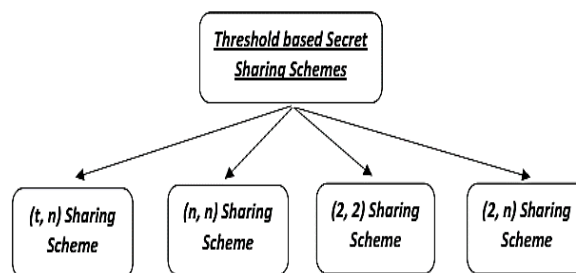 Threshold based Secret
Sharing Schemes
(t, n) Sharing
Scheme
(n, n) Sharing
Scheme
(2, 2) Sharing
Scheme
(2, n) Sharing
Scheme